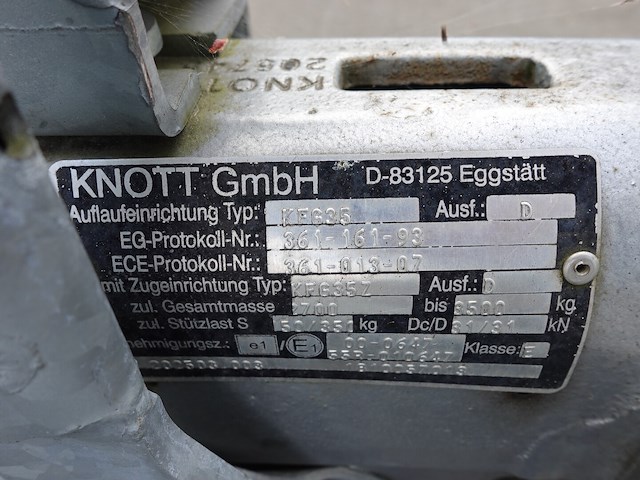 KNOTT
KNOTT GmbH D-83125 Eggstätt
Auflaufeinrichtung Typ: KFG35 Ausf.: D
EG-Protokoll-Nr.: 361-161-93
ECE-Protokoll-Nr.: 361-013-07
mit Zugeinrichtung Typ: KFG35Z Ausf.: D
zul. Gesamtmasse 2700 bis 3500 kg
zul. Stützlast S kg Dc/D 31/31 kN
ehmigungsz.: e1 / E1 00-0647 Klasse: E